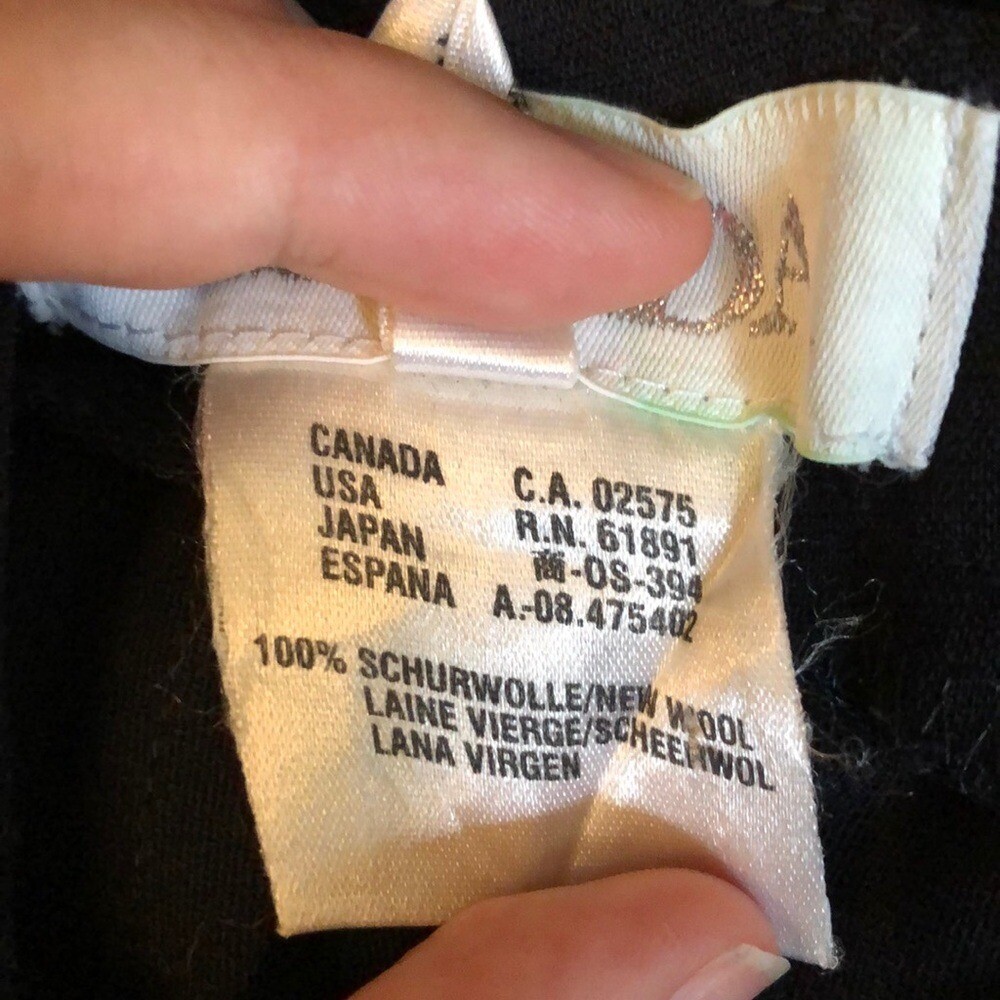 DA
CANADA C.A. 02575
USA R.N. 61891
JAPAN 商-OS-394
ESPANA A.-08.475402
100% SCHURWOLLE/NEW WOOL
LAINE VIERGE/SCHEERWOL
LANA VIRGEN